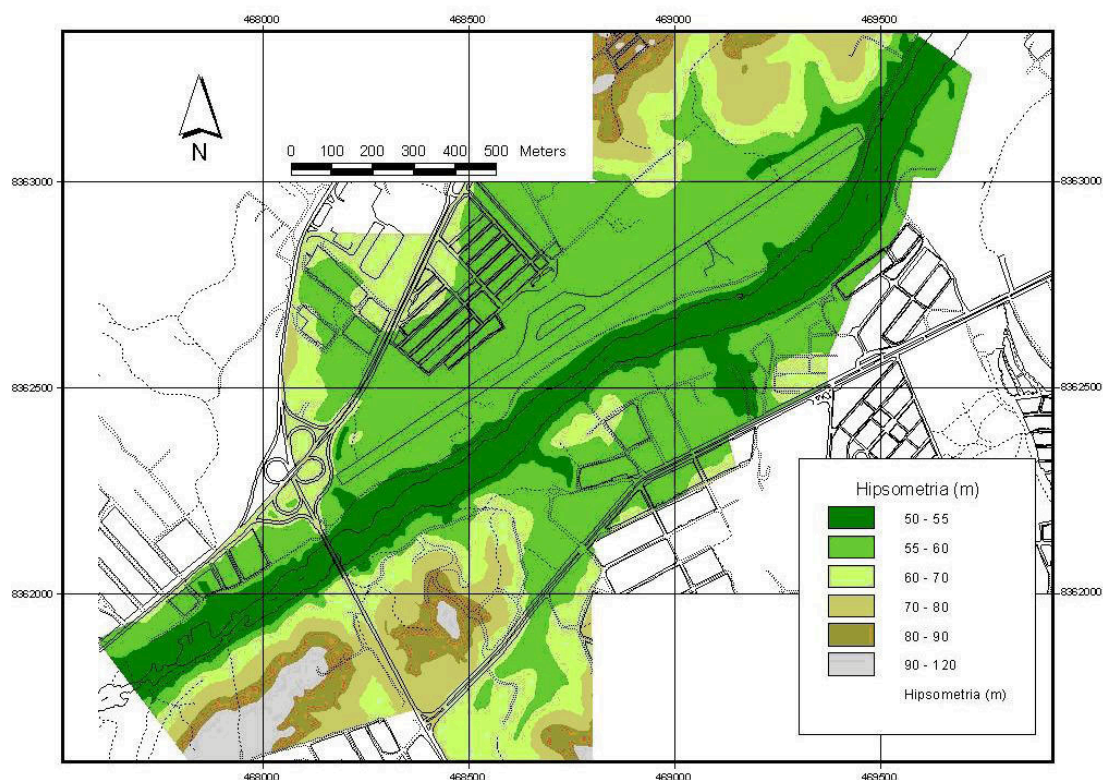 468000 468500 469000 469500
N
0 100 200 300 400 500 Meters
8363000 8363000
8362500 8362500
8362000 8362000
Hipsometria (m)
50 - 55
55 - 60
60 - 70
70 - 80
80 - 90
90 - 120
Hipsometria (m)
468000 468500 469000 469500